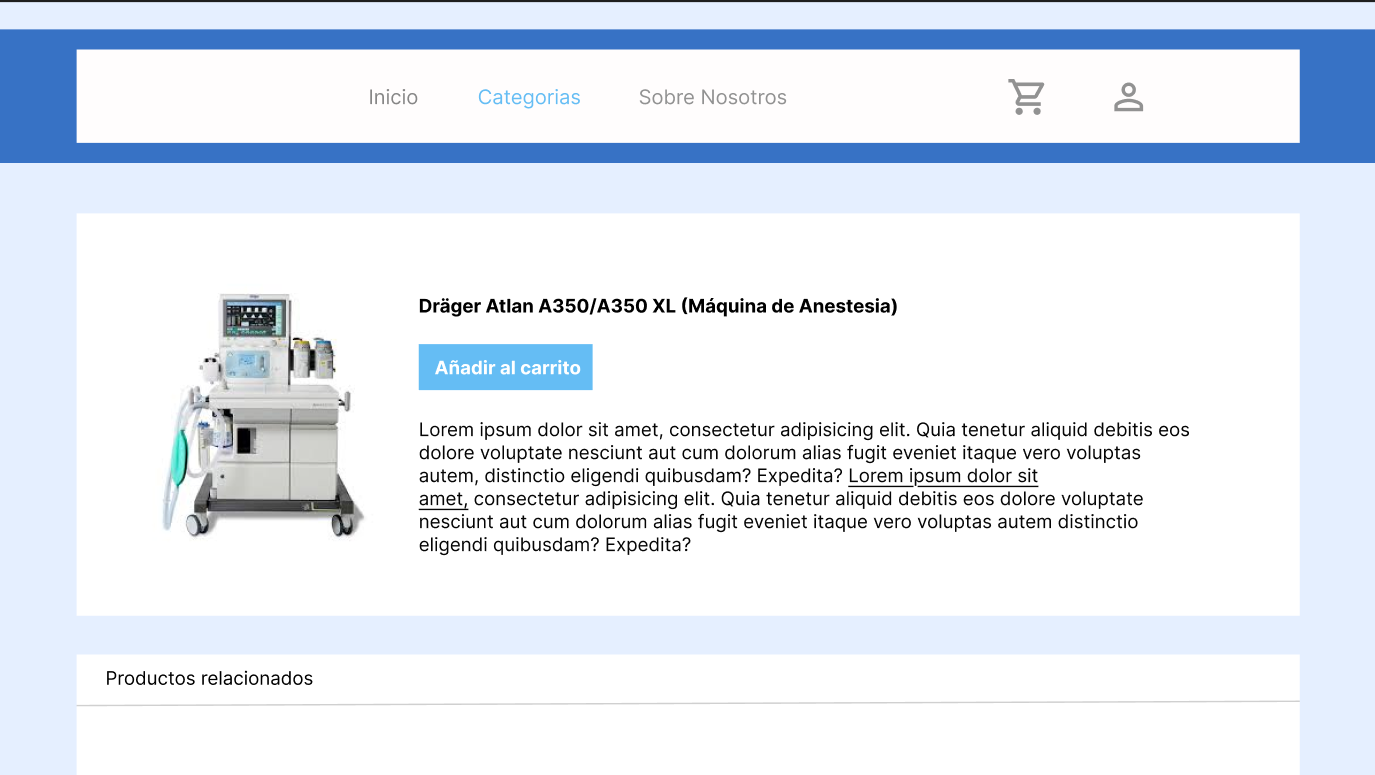 Inicio Categorias Sobre Nosotros
Dräger Atlan A350/A350 XL (Máquina de Anestesia)
Añadir al carrito
Lorem ipsum dolor sit amet, consectetur adipisicing elit. Quia tenetur aliquid debitis eos
dolore voluptate nesciunt aut cum dolorum alias fugit eveniet itaque vero voluptas
autem, distinctio eligendi quibusdam? Expedita? Lorem ipsum dolor sit
amet, consectetur adipisicing elit. Quia tenetur aliquid debitis eos dolore voluptate
nesciunt aut cum dolorum alias fugit eveniet itaque vero voluptas autem distinctio
eligendi quibusdam? Expedita?
Productos relacionados